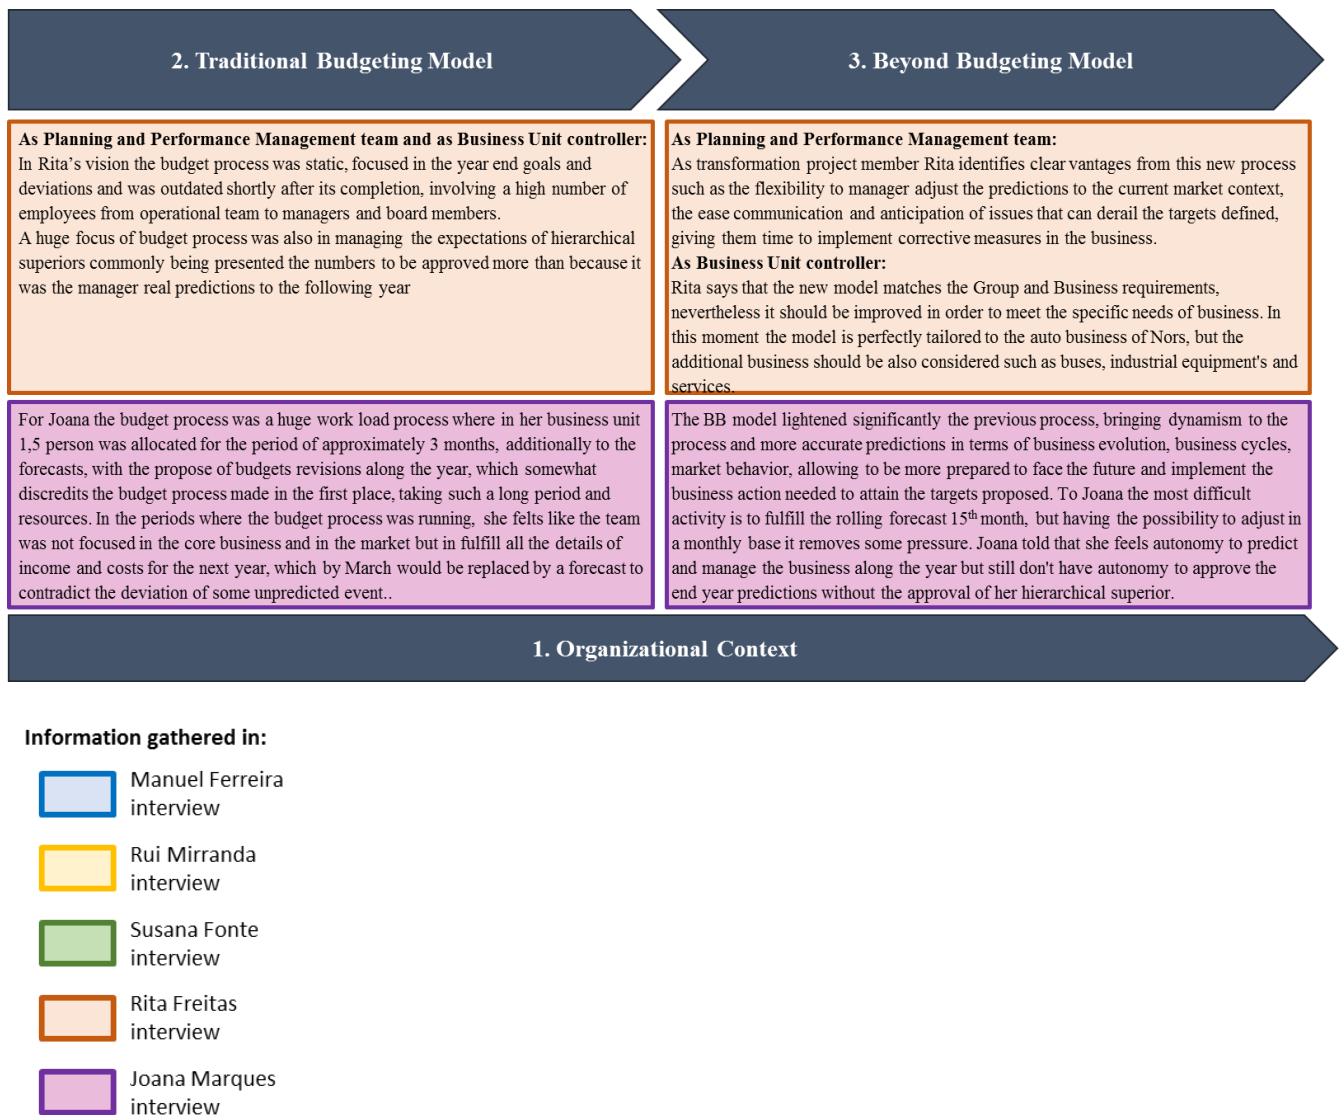 2. Traditional Budgeting Model
3. Beyond Budgeting Model
As Planning and Performance Management team and as Business Unit controller:
In Rita’s vision the budget process was static, focused in the year end goals and
deviations and was outdated shortly after its completion, involving a high number of
employees from operational team to managers and board members.
A huge focus of budget process was also in managing the expectations of hierarchical
superiors commonly being presented the numbers to be approved more than because it
was the manager real predictions to the following year
As Planning and Performance Management team:
As transformation project member Rita identifies clear vantages from this new process
such as the flexibility to manager adjust the predictions to the current market context,
the ease communication and anticipation of issues that can derail the targets defined,
giving them time to implement corrective measures in the business.
As Business Unit controller:
Rita says that the new model matches the Group and Business requirements,
nevertheless it should be improved in order to meet the specific needs of business. In
this moment the model is perfectly tailored to the auto business of Nors, but the
additional business should be also considered such as buses, industrial equipment's and
services.
For Joana the budget process was a huge work load process where in her business unit
1,5 person was allocated for the period of approximately 3 months, additionally to the
forecasts, with the propose of budgets revisions along the year, which somewhat
discredits the budget process made in the first place, taking such a long period and
resources. In the periods where the budget process was running, she felts like the team
was not focused in the core business and in the market but in fulfill all the details of
income and costs for the next year, which by March would be replaced by a forecast to
contradict the deviation of some unpredicted event..
The BB model lightened significantly the previous process, bringing dynamism to the
process and more accurate predictions in terms of business evolution, business cycles,
market behavior, allowing to be more prepared to face the future and implement the
business action needed to attain the targets proposed. To Joana the most difficult
activity is to fulfill the rolling forecast 15th month, but having the possibility to adjust in
a monthly base it removes some pressure. Joana told that she feels autonomy to predict
and manage the business along the year but still don't have autonomy to approve the
end year predictions without the approval of her hierarchical superior.
1. Organizational Context
Information gathered in:
Manuel Ferreira
interview
Rui Mirranda
interview
Susana Fonte
interview
Rita Freitas
interview
Joana Marques
interview